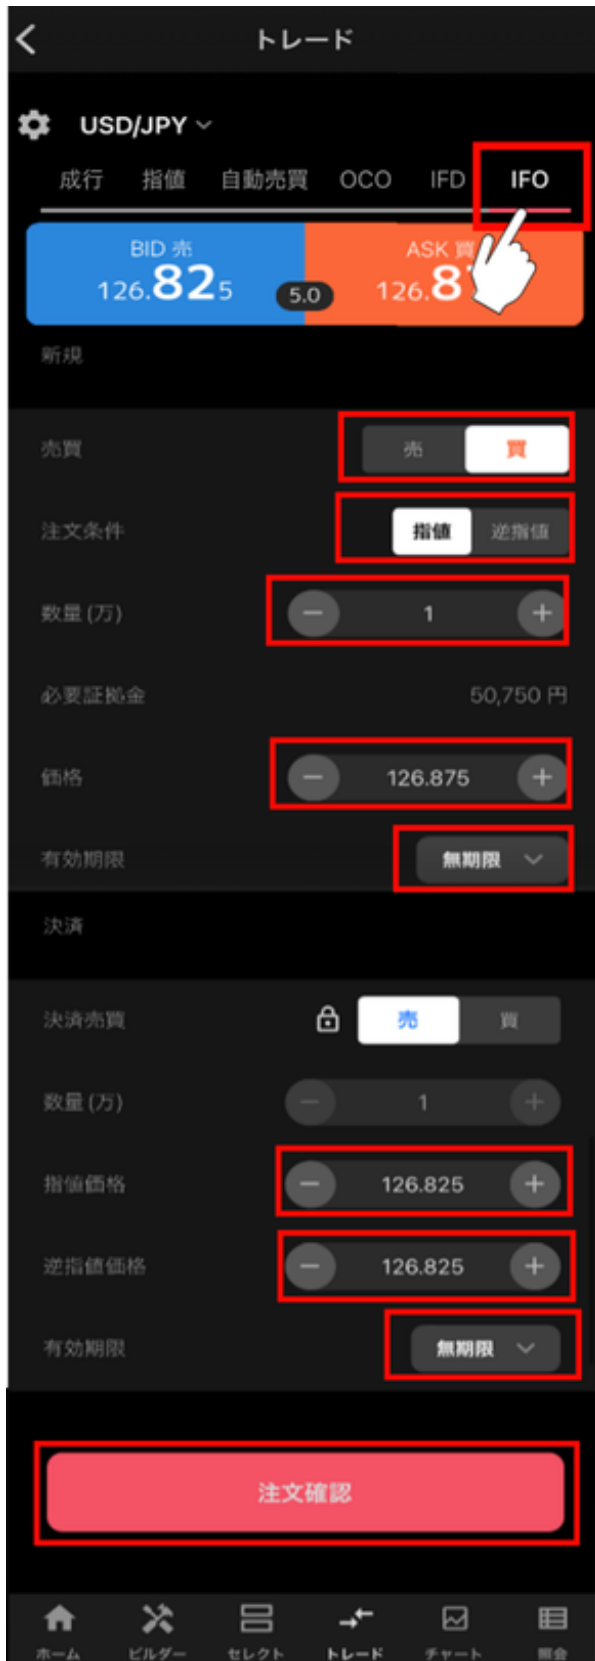 トレード
USD/JPY
成行 指値 自動売買 OCO IFD IFO
BID 売 ASK 買
126.825 5.0 126.8
新規
売買 売 買
注文条件 指値 逆指値
数量 (万) 1
必要証拠金 50,750 円
価格 126.875
有効期限 無期限
決済
決済売買 売 買
数量 (万) 1
指値価格 126.825
逆指値価格 126.825
有効期限 無期限
注文確認
ホーム ビルダー セレクト トレード チャート 照会